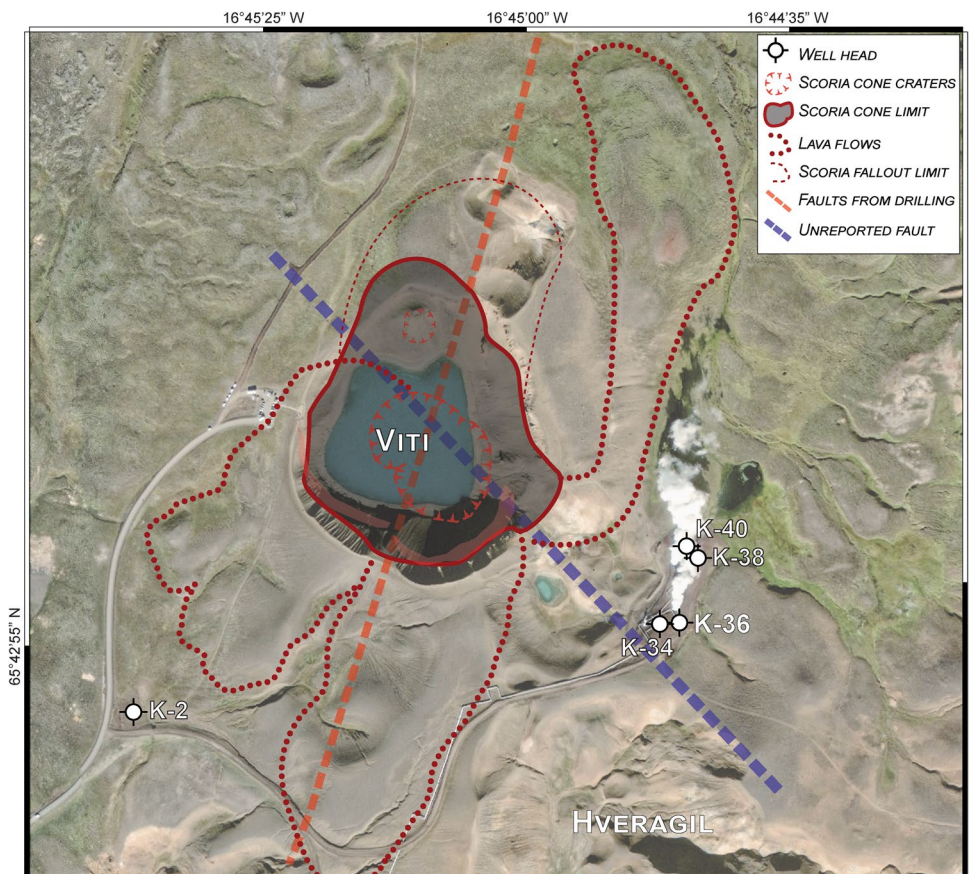 16°45'25" W
16°45'00" W
16°44'35" W
WELL HEAD
SCORIA CONE CRATERS
SCORIA CONE LIMIT
LAVA FLOWS
SCORIA FALLOUT LIMIT
FAULTS FROM DRILLING
UNREPORTED FAULT
VITI
K-40
K-38
K-36
K-34
65°42'55" N
K-2
HVERAGIL